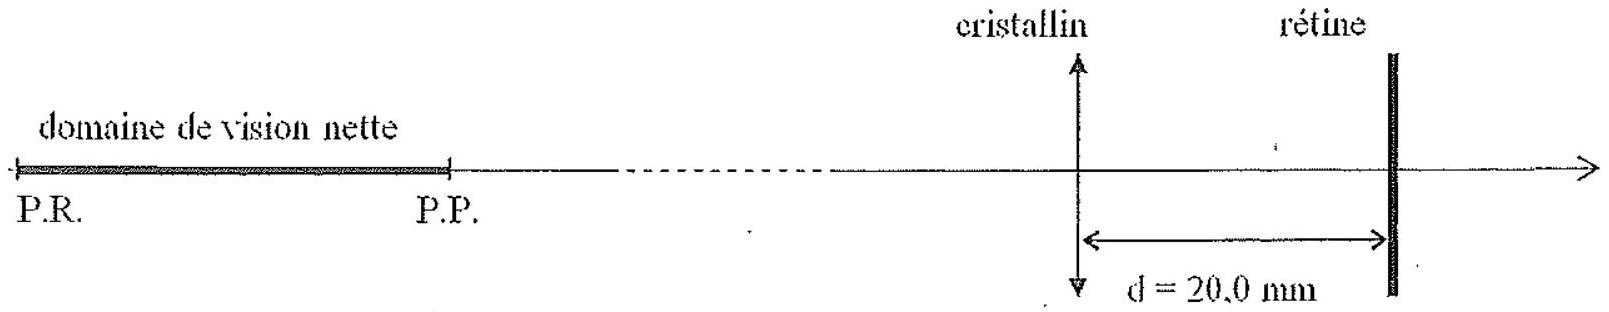 cristallin
rétine
domaine de vision nette
P.R.
P.P.
d = 20,0 mm